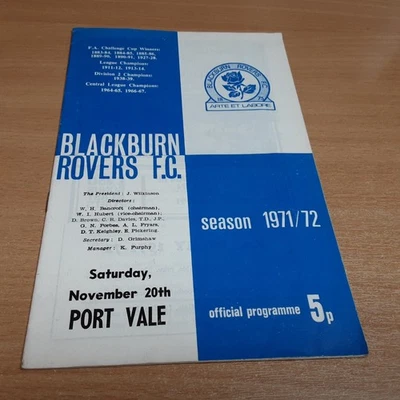 F.A. Challenge Cup Winners:
1883-84, 1884-85, 1885-86,
1889-90, 1890-91, 1927-28.
League Champions:
1911-12, 1913-14.
Division 2 Champions:
1938-39.
Central League Champions:
1964-65, 1966-67.
BLACKBURN ROVERS F.C.
ARTE ET LABORE
BLACKBURN
ROVERS F.C.
The President: J. Wilkinson
Directors:
W. H. Bancroft (chairman),
W. I. Hubert (vice-chairman),
D. Brown, C. R. Davies, T.D., J.P.,
G. N. Forbes, A. L. Fryars,
D. T. Keighley, E. Pickering.
Secretary: D. Grimshaw
Manager: K. Furphy
season 1971/72
Saturday,
November 20th
PORT VALE
official programme 5p